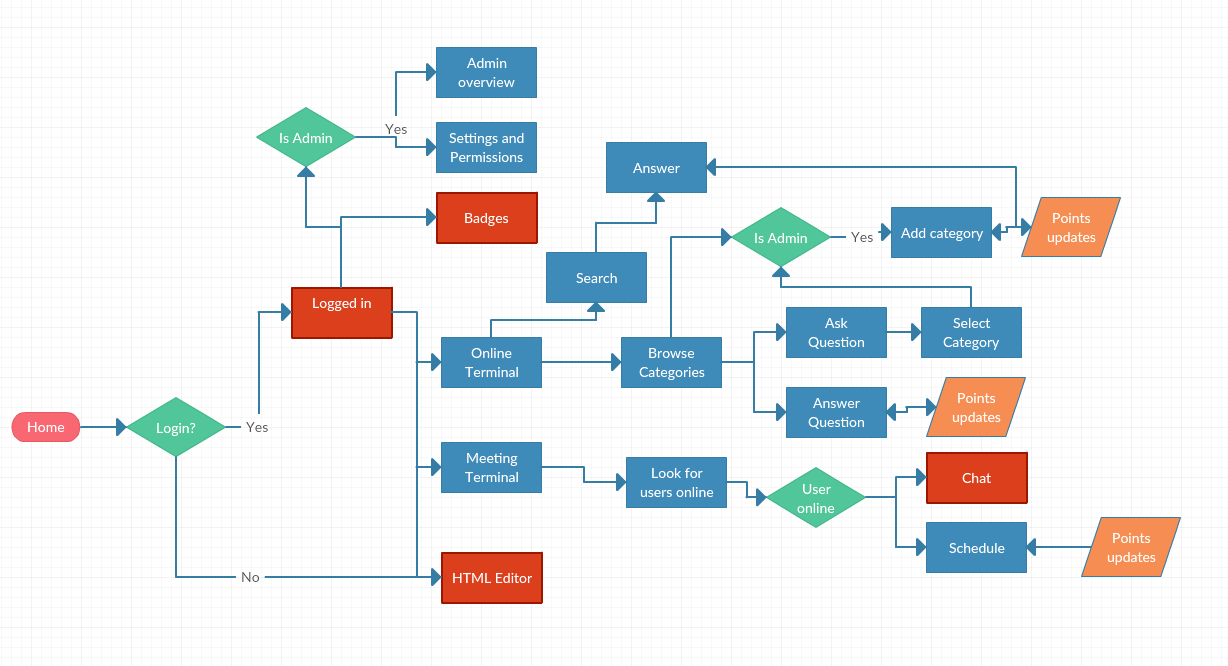 Admin
overview
Is Admin
Yes
Settings and
Permissions
Answer
Badges
Points
updates
Is Admin
Yes
Add category
Search
Logged in
Ask
Question
Select
Category
Online
Terminal
Browse
Categories
Home
Login?
Yes
Answer
Question
Points
updates
Meeting
Terminal
Look for
users online
User
online
Chat
Schedule
Points
updates
No
HTML Editor